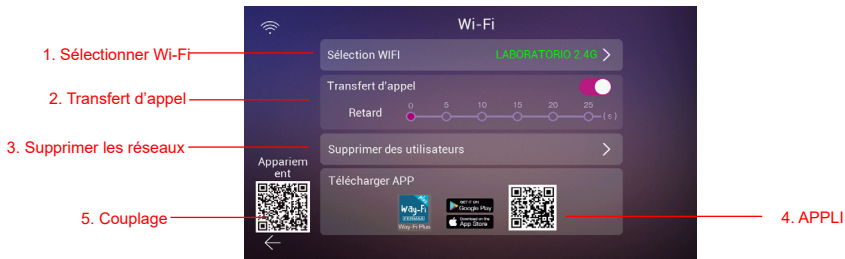 Wi-Fi
1. Sélectionner Wi-Fi
Sélection WIFI
LABORATORIO 2.4G
2. Transfert d'appel
Transfert d'appel
Retard
0 5 10 15 20 25
(s)
3. Supprimer les réseaux
Supprimer des utilisateurs
Appariem
ent
Télécharger APP
5. Couplage
Way-Fi
FERMAX
Way-Fi Plus
GET IT ON
Google Play
Download on the
App Store
4. APPLI